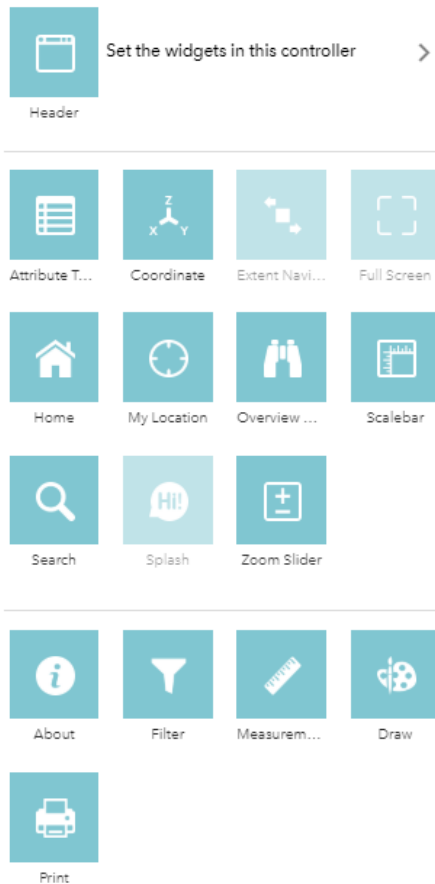 Set the widgets in this controller
Header
Attribute T...
Coordinate
Extent Navi...
Full Screen
Z
X Y
Home
My Location
Overview ...
Scalebar
Search
Splash
Zoom Slider
Hi!
About
Filter
Measurem...
Draw
i
Print